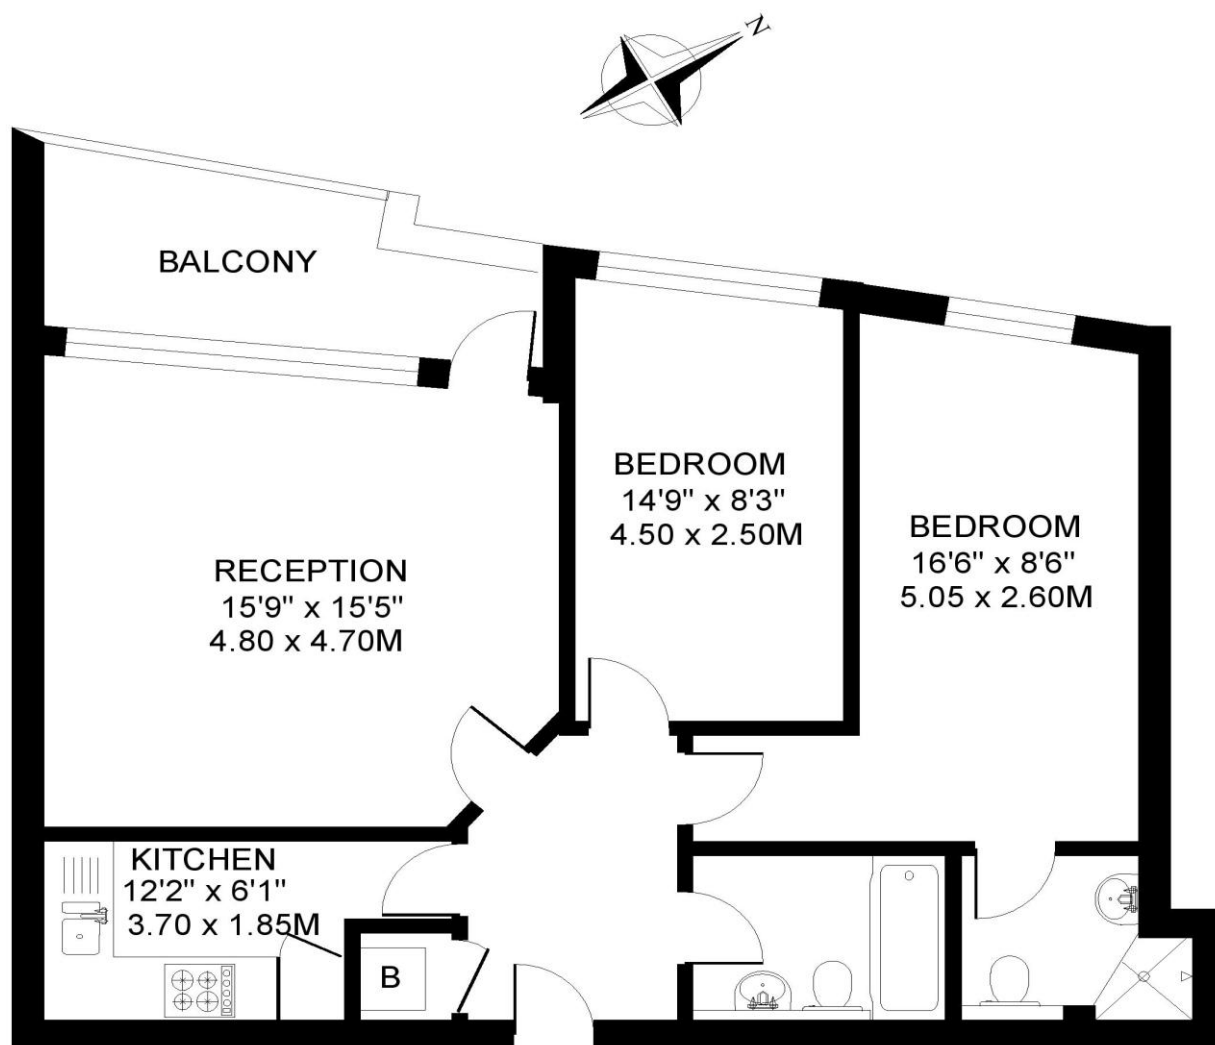 N
BALCONY
BEDROOM
14'9" x 8'3"
4.50 x 2.50M
BEDROOM
16'6" x 8'6"
5.05 x 2.60M
RECEPTION
15'9" x 15'5"
4.80 x 4.70M
KITCHEN
12'2" x 6'1"
3.70 x 1.85M
B